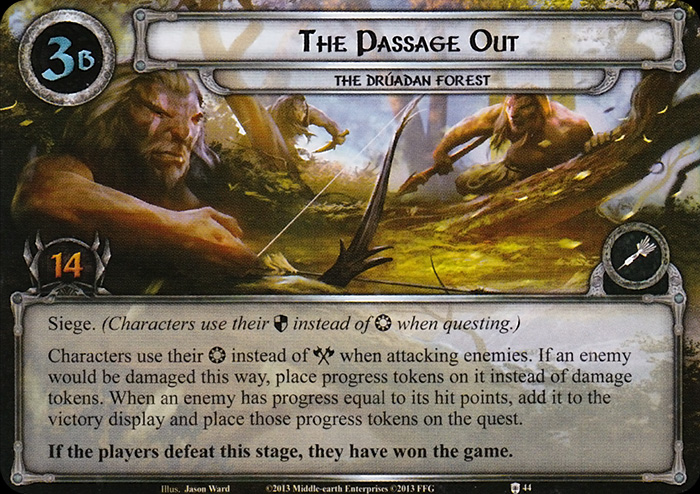 3B
THE PASSAGE OUT
THE DRÚADAN FOREST
14
Siege. (Characters use their instead of when questing.)
Characters use their instead of when attacking enemies. If an enemy
would be damaged this way, place progress tokens on it instead of damage
tokens. When an enemy has progress equal to its hit points, add it to the
victory display and place those progress tokens on the quest.
If the players defeat this stage, they have won the game.
Illus. Jason Ward ©2013 Middle-earth Enterprises ©2013 FFG 44